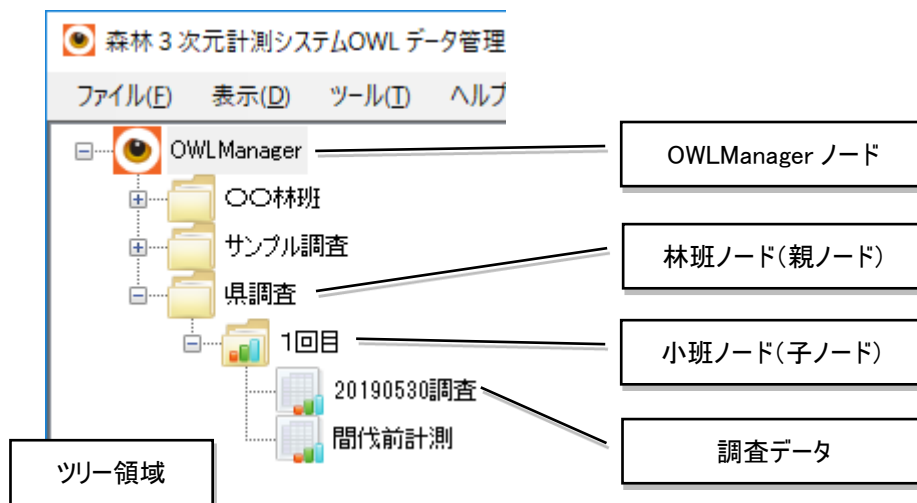 森林3次元計測システムOWL データ管理
ファイル(F) 表示(D) ツール(T) ヘルプ
OWLManager
OWLManager ノード
〇〇林班
サンプル調査
林班ノード(親ノード)
県調査
1回目
小班ノード(子ノード)
20190530調査
間伐前計測
調査データ
ツリー領域